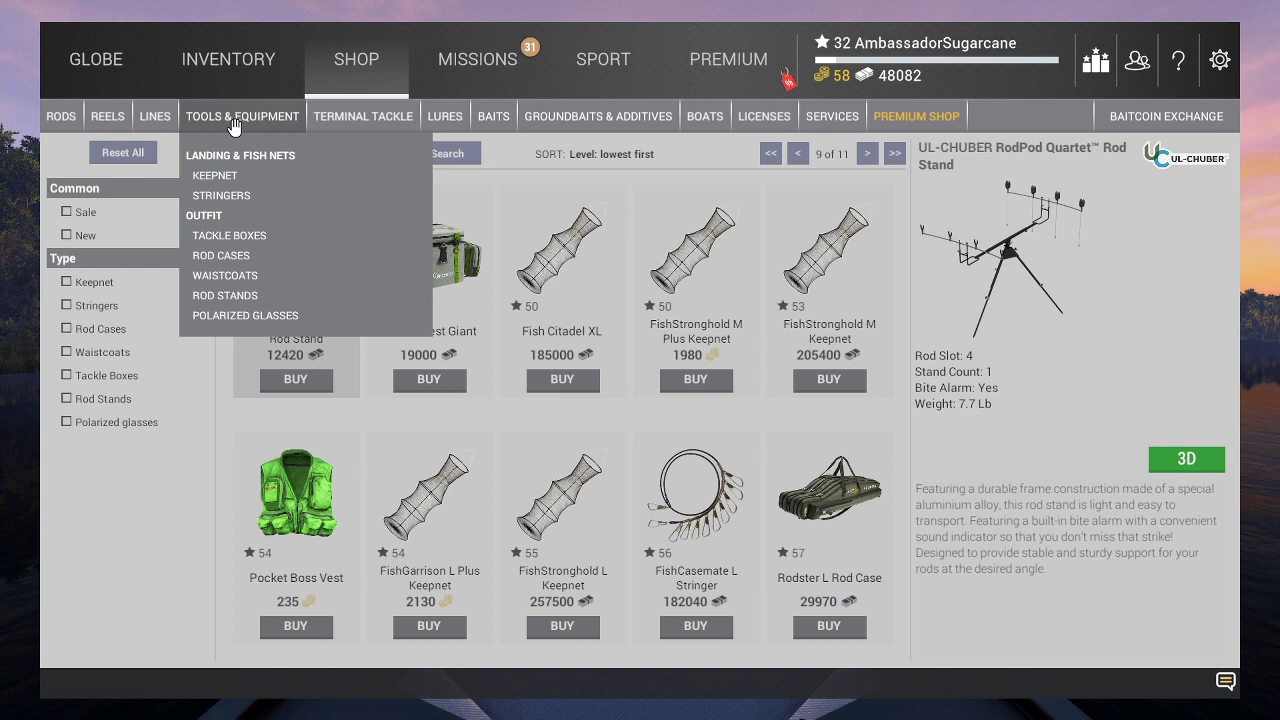 GLOBE
INVENTORY
SHOP
MISSIONS
31
SPORT
PREMIUM
32 AmbassadorSugarcane
58 48082
?
RODS
REELS
LINES
TOOLS & EQUIPMENT
TERMINAL TACKLE
LURES
BAITS
GROUNDBAITS & ADDITIVES
BOATS
LICENSES
SERVICES
PREMIUM SHOP
BAITCOIN EXCHANGE
Reset All
Common
Sale
New
Type
Keepnet
Stringers
Rod Cases
Waistcoats
Tackle Boxes
Rod Stands
Polarized glasses
LANDING & FISH NETS
KEEPNET
STRINGERS
OUTFIT
TACKLE BOXES
ROD CASES
WAISTCOATS
ROD STANDS
POLARIZED GLASSES
Search
SORT: Level: lowest first
<< < 9 of 11 > >>
Rod Stand
12420
BUY
est Giant
19000
BUY
50
Fish Citadel XL
185000
BUY
50
FishStronghold M
Plus Keepnet
1980
BUY
53
FishStronghold M
Keepnet
205400
BUY
54
Pocket Boss Vest
235
BUY
54
FishGarrison L Plus
Keepnet
2130
BUY
55
FishStronghold L
Keepnet
257500
BUY
56
FishCasemate L
Stringer
182040
BUY
57
Rodster L Rod Case
29970
BUY
UL-CHUBER RodPod Quartet™ Rod
Stand
UL-CHUBER
Rod Slot: 4
Stand Count: 1
Bite Alarm: Yes
Weight: 7.7 Lb
3D
Featuring a durable frame construction made of a special
aluminium alloy, this rod stand is light and easy to
transport. Featuring a built-in bite alarm with a convenient
sound indicator so that you don't miss that strike!
Designed to provide stable and sturdy support for your
rods at the desired angle.